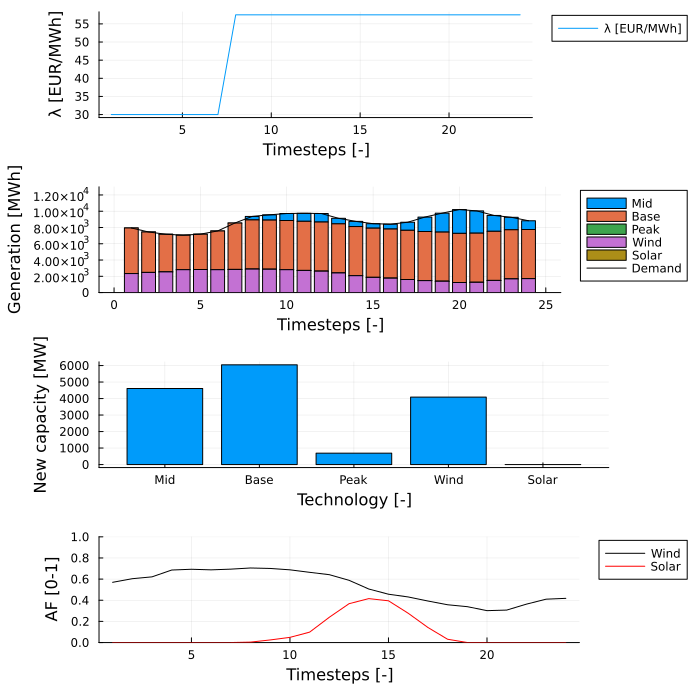 λ [EUR/MWh]
55
50
45
40
35
30
5 10 15 20
Timesteps [-]
λ [EUR/MWh]
Generation [MWh]
1.20×10⁴
1.00×10⁴
8.00×10³
6.00×10³
4.00×10³
2.00×10³
0
0 5 10 15 20 25
Timesteps [-]
Mid
Base
Peak
Wind
Solar
Demand
New capacity [MW]
6000
5000
4000
3000
2000
1000
0
Mid Base Peak Wind Solar
Technology [-]
AF [0-1]
1.0
0.8
0.6
0.4
0.2
0.0
5 10 15 20
Timesteps [-]
Wind
Solar